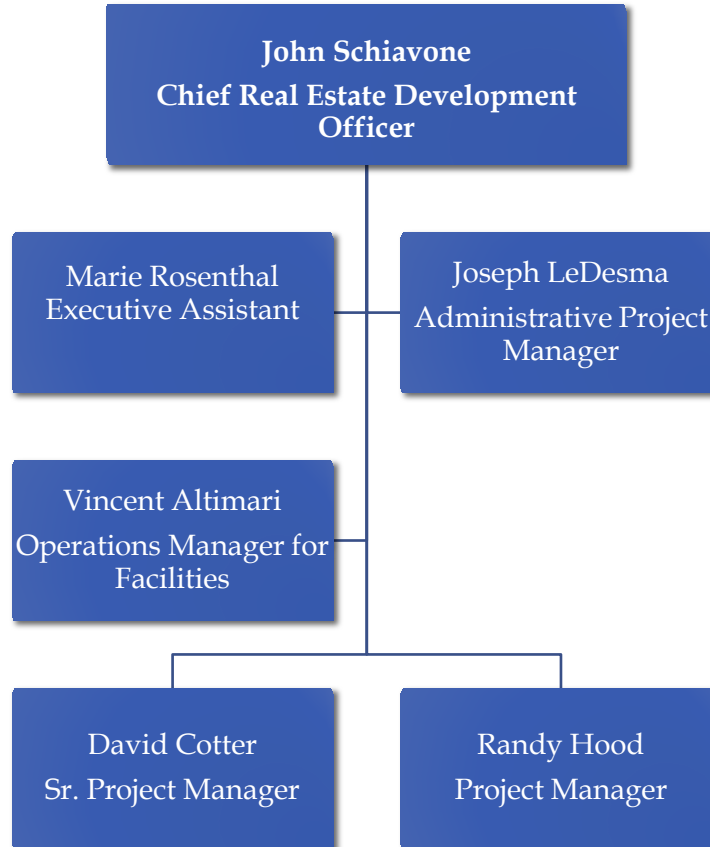 John Schiavone
Chief Real Estate Development
Officer
Marie Rosenthal
Executive Assistant
Joseph LeDesma
Administrative Project
Manager
Vincent Altimari
Operations Manager for
Facilities
David Cotter
Sr. Project Manager
Randy Hood
Project Manager